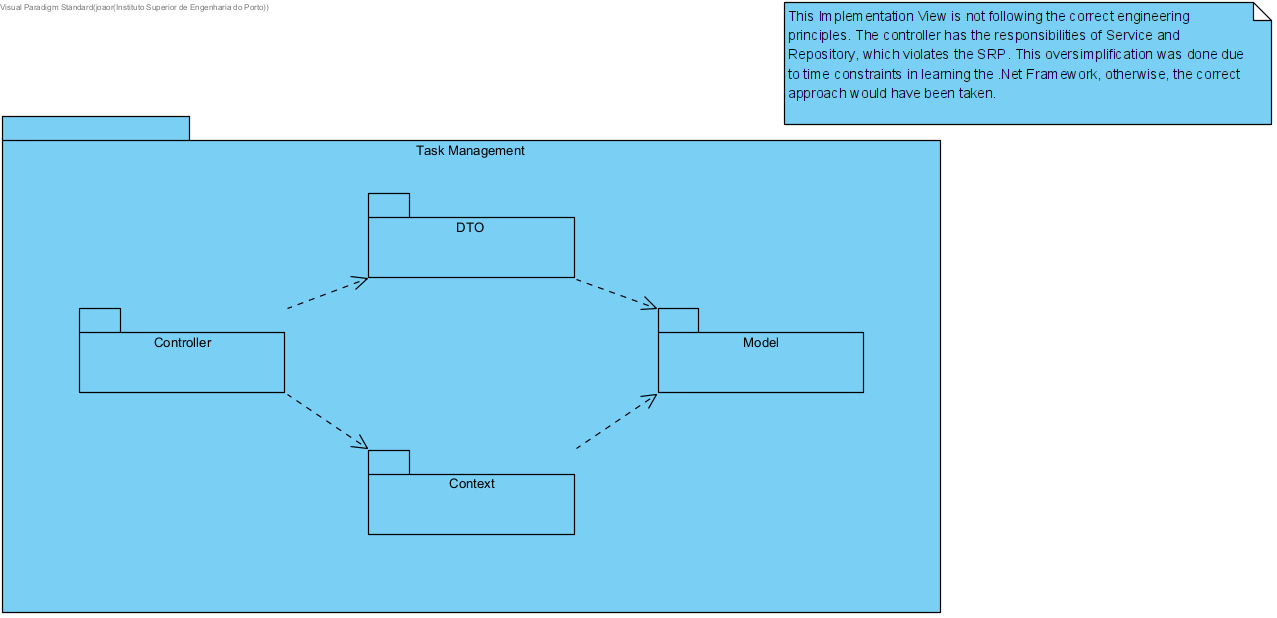 Visual Paradigm Standard(joaor(Instituto Superior de Engenharia do Porto))
This Implementation View is not following the correct engineering
principles. The controller has the responsibilities of Service and
Repository, which violates the SRP. This oversimplification was done due
to time constraints in learning the .Net Framework, otherwise, the correct
approach would have been taken.
Task Management
DTO
Controller
Model
Context